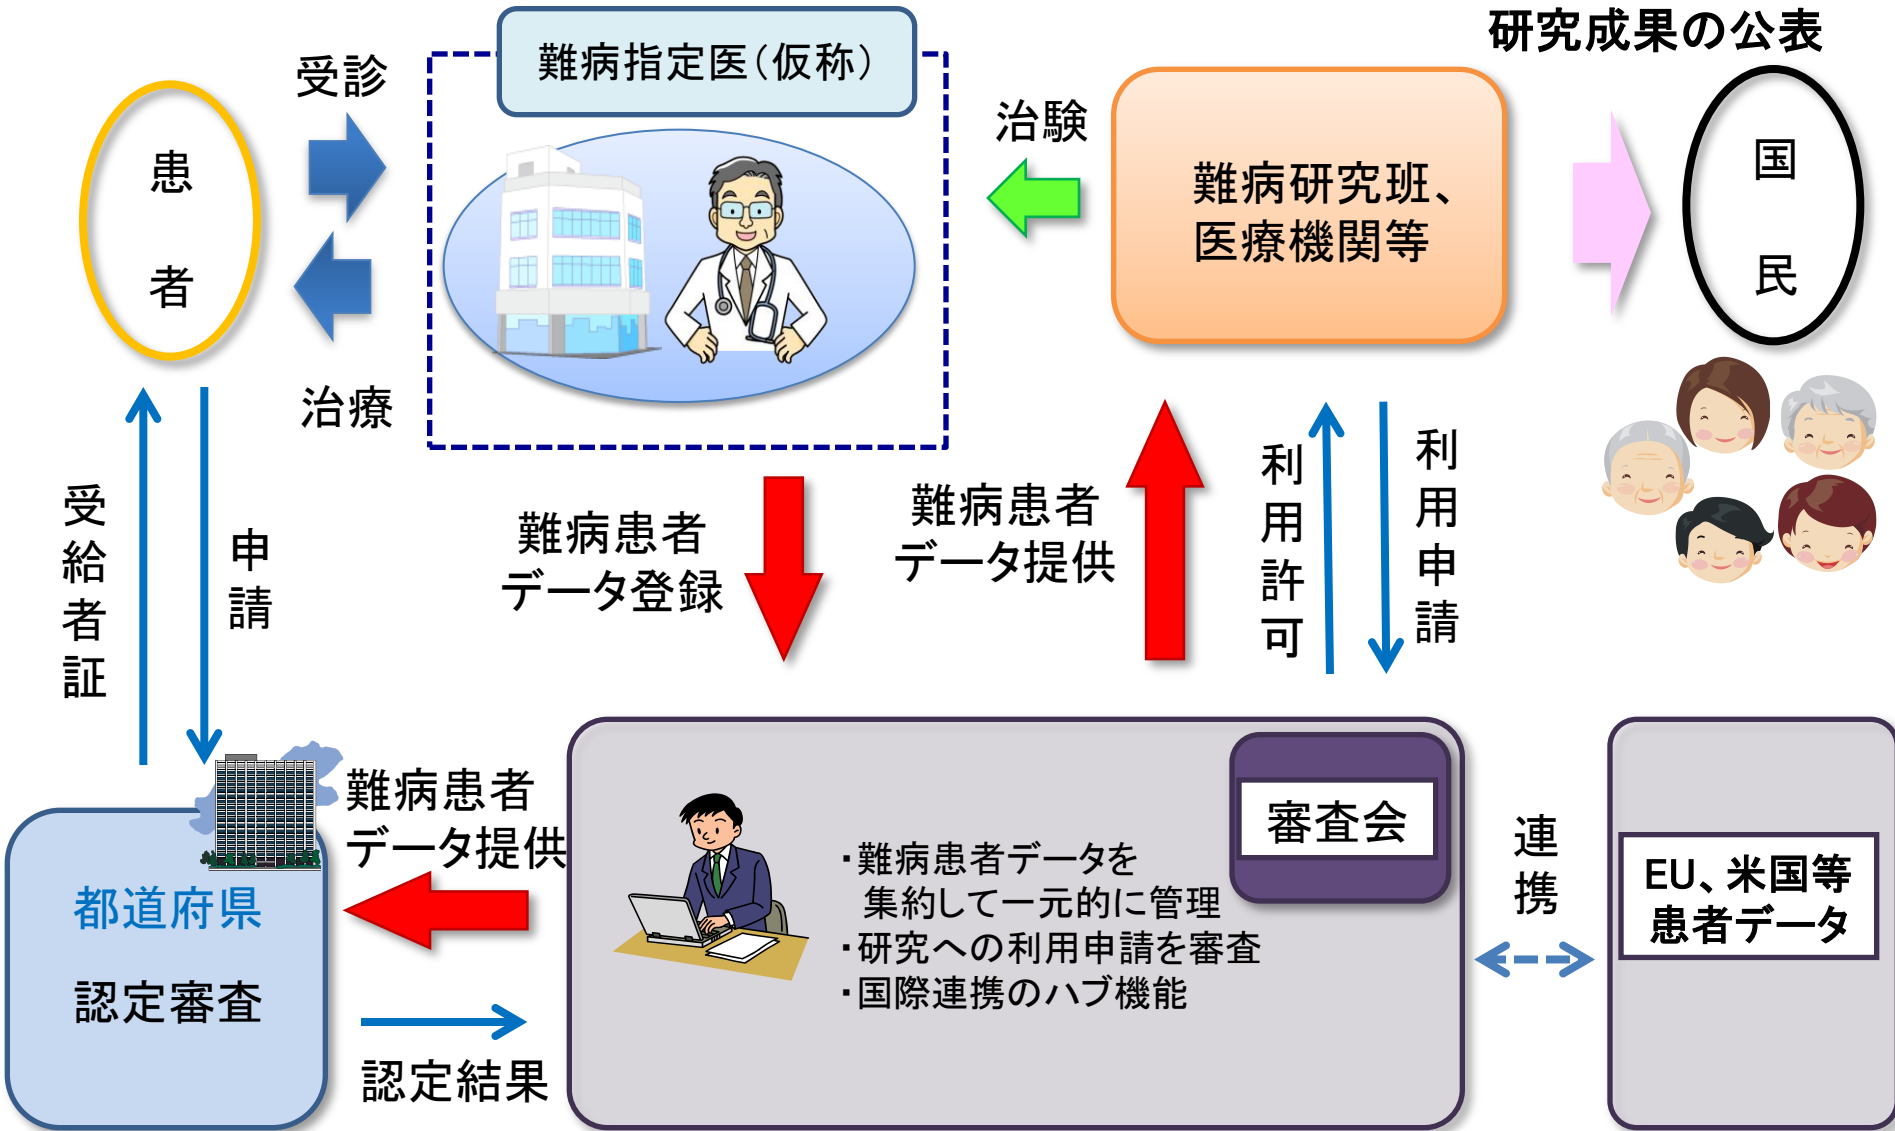 研究成果の公表
難病指定医(仮称)
受診
患者
治験
難病研究班、
医療機関等
国民
治療
受給者証
申請
難病患者
データ登録
難病患者
データ提供
利用許可
利用申請
難病患者
データ提供
都道府県
認定審査
認定結果
審査会
・難病患者データを
集約して一元的に管理
・研究への利用申請を審査
・国際連携のハブ機能
連携
EU、米国等
患者データ